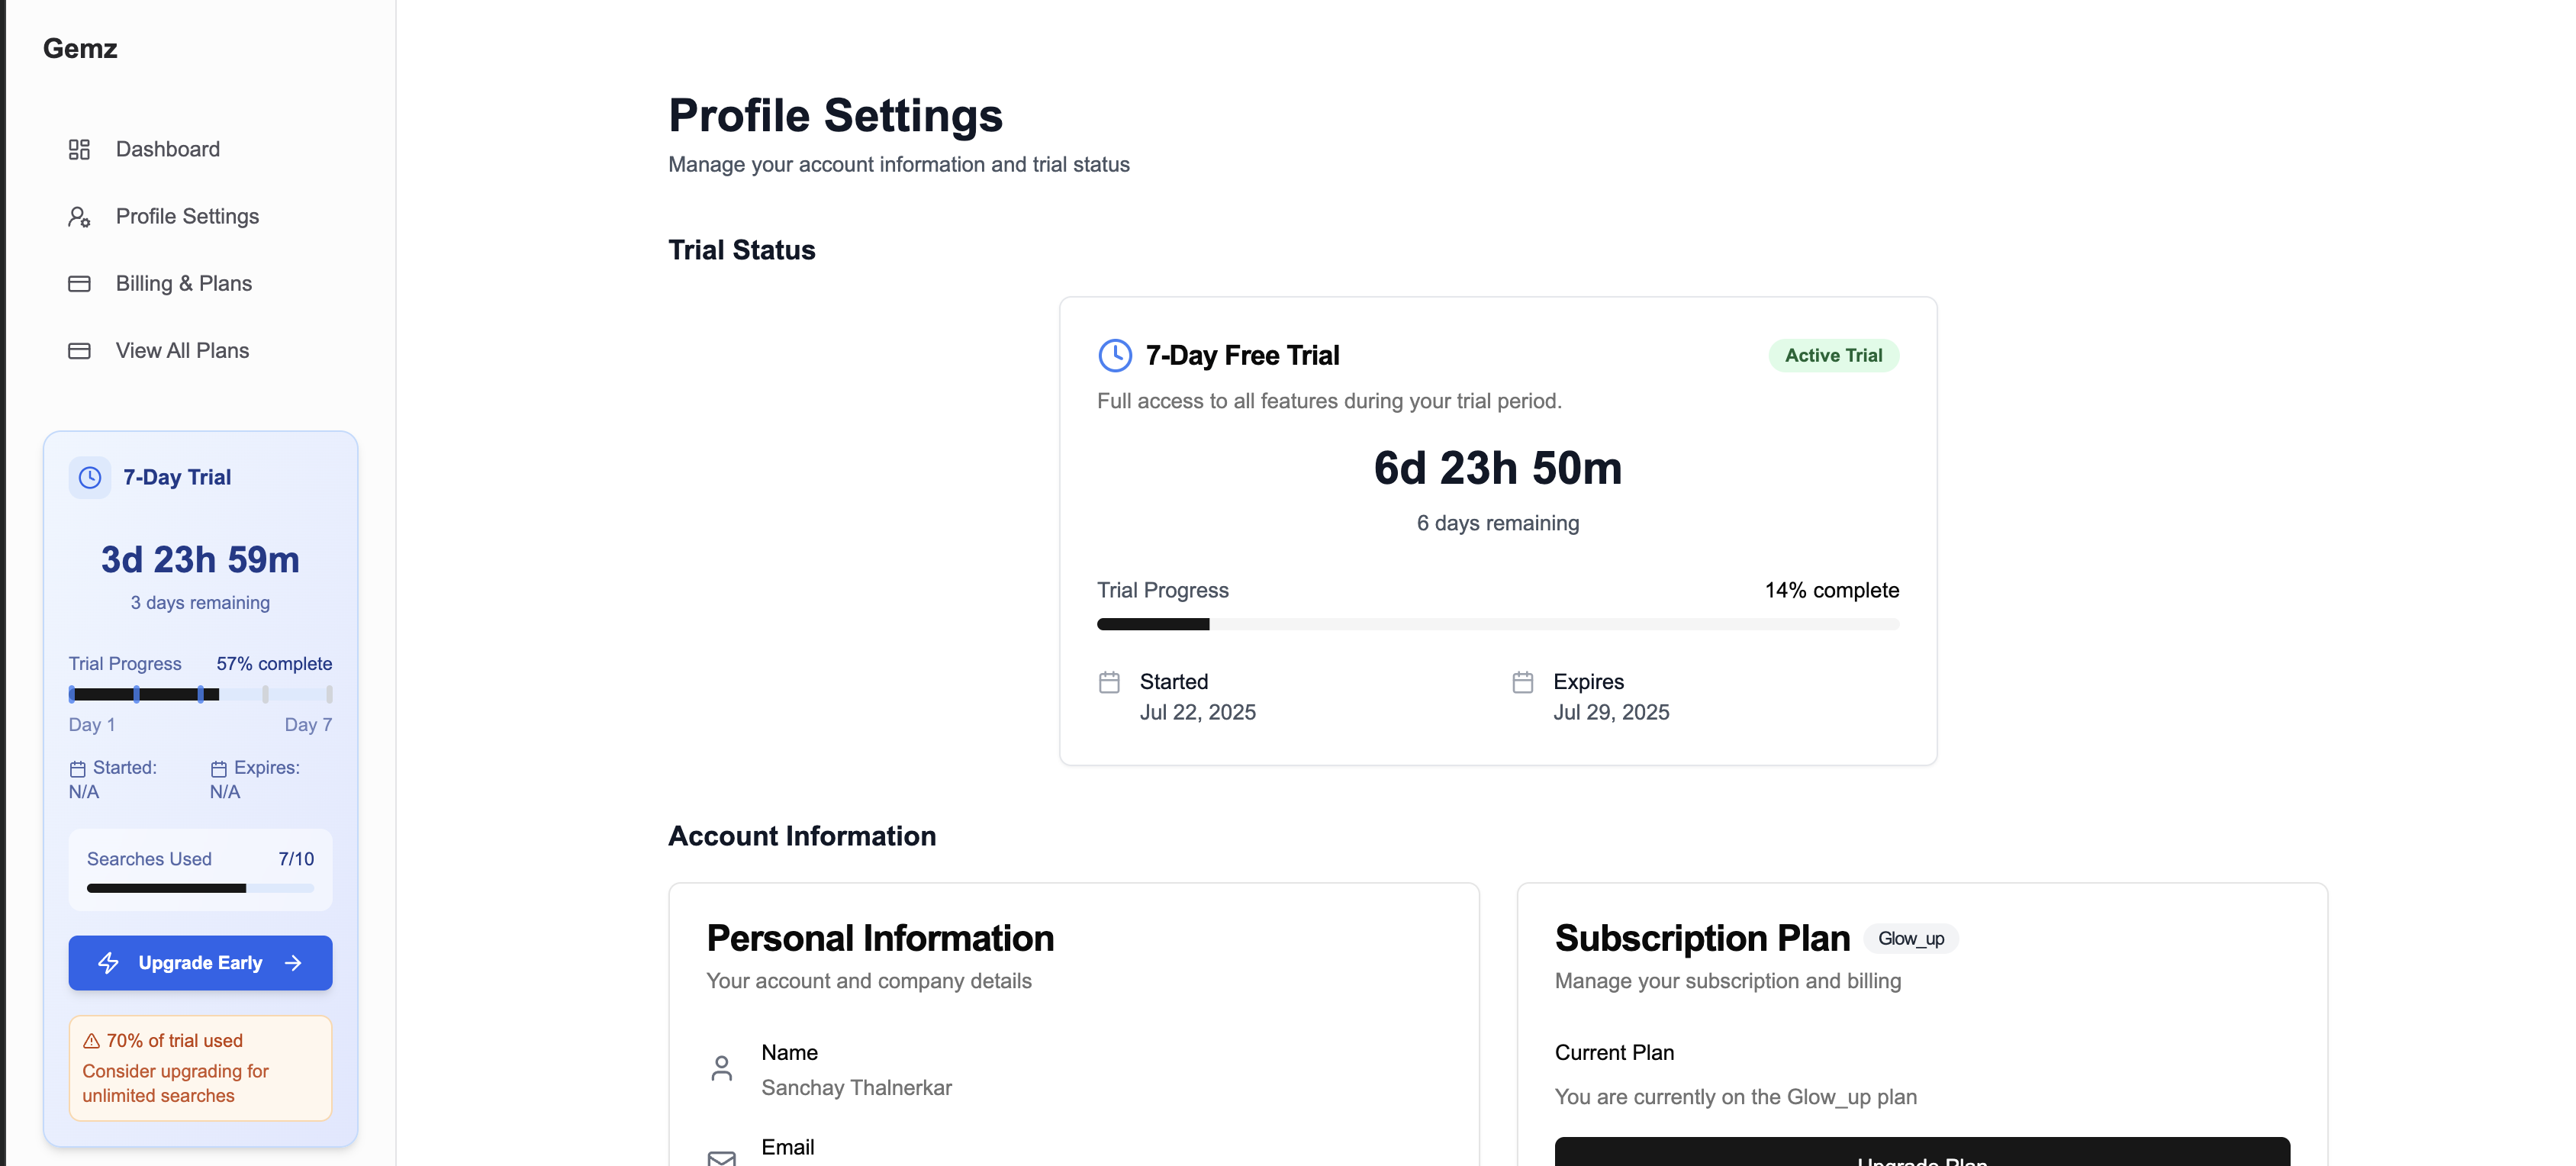 Gemz
Dashboard
Profile Settings
Billing & Plans
View All Plans
7-Day Trial
3d 23h 59m
3 days remaining
Trial Progress 57% complete
Day 1 Day 7
Started: Expires:
N/A N/A
Searches Used 7/10
Upgrade Early
70% of trial used
Consider upgrading for
unlimited searches
Profile Settings
Manage your account information and trial status
Trial Status
7-Day Free Trial Active Trial
Full access to all features during your trial period.
6d 23h 50m
6 days remaining
Trial Progress 14% complete
Started Expires
Jul 22, 2025 Jul 29, 2025
Account Information
Personal Information
Your account and company details
Name
Sanchay Thalnerkar
Email
Subscription Plan Glow_up
Manage your subscription and billing
Current Plan
You are currently on the Glow_up plan
Upgrade Plan